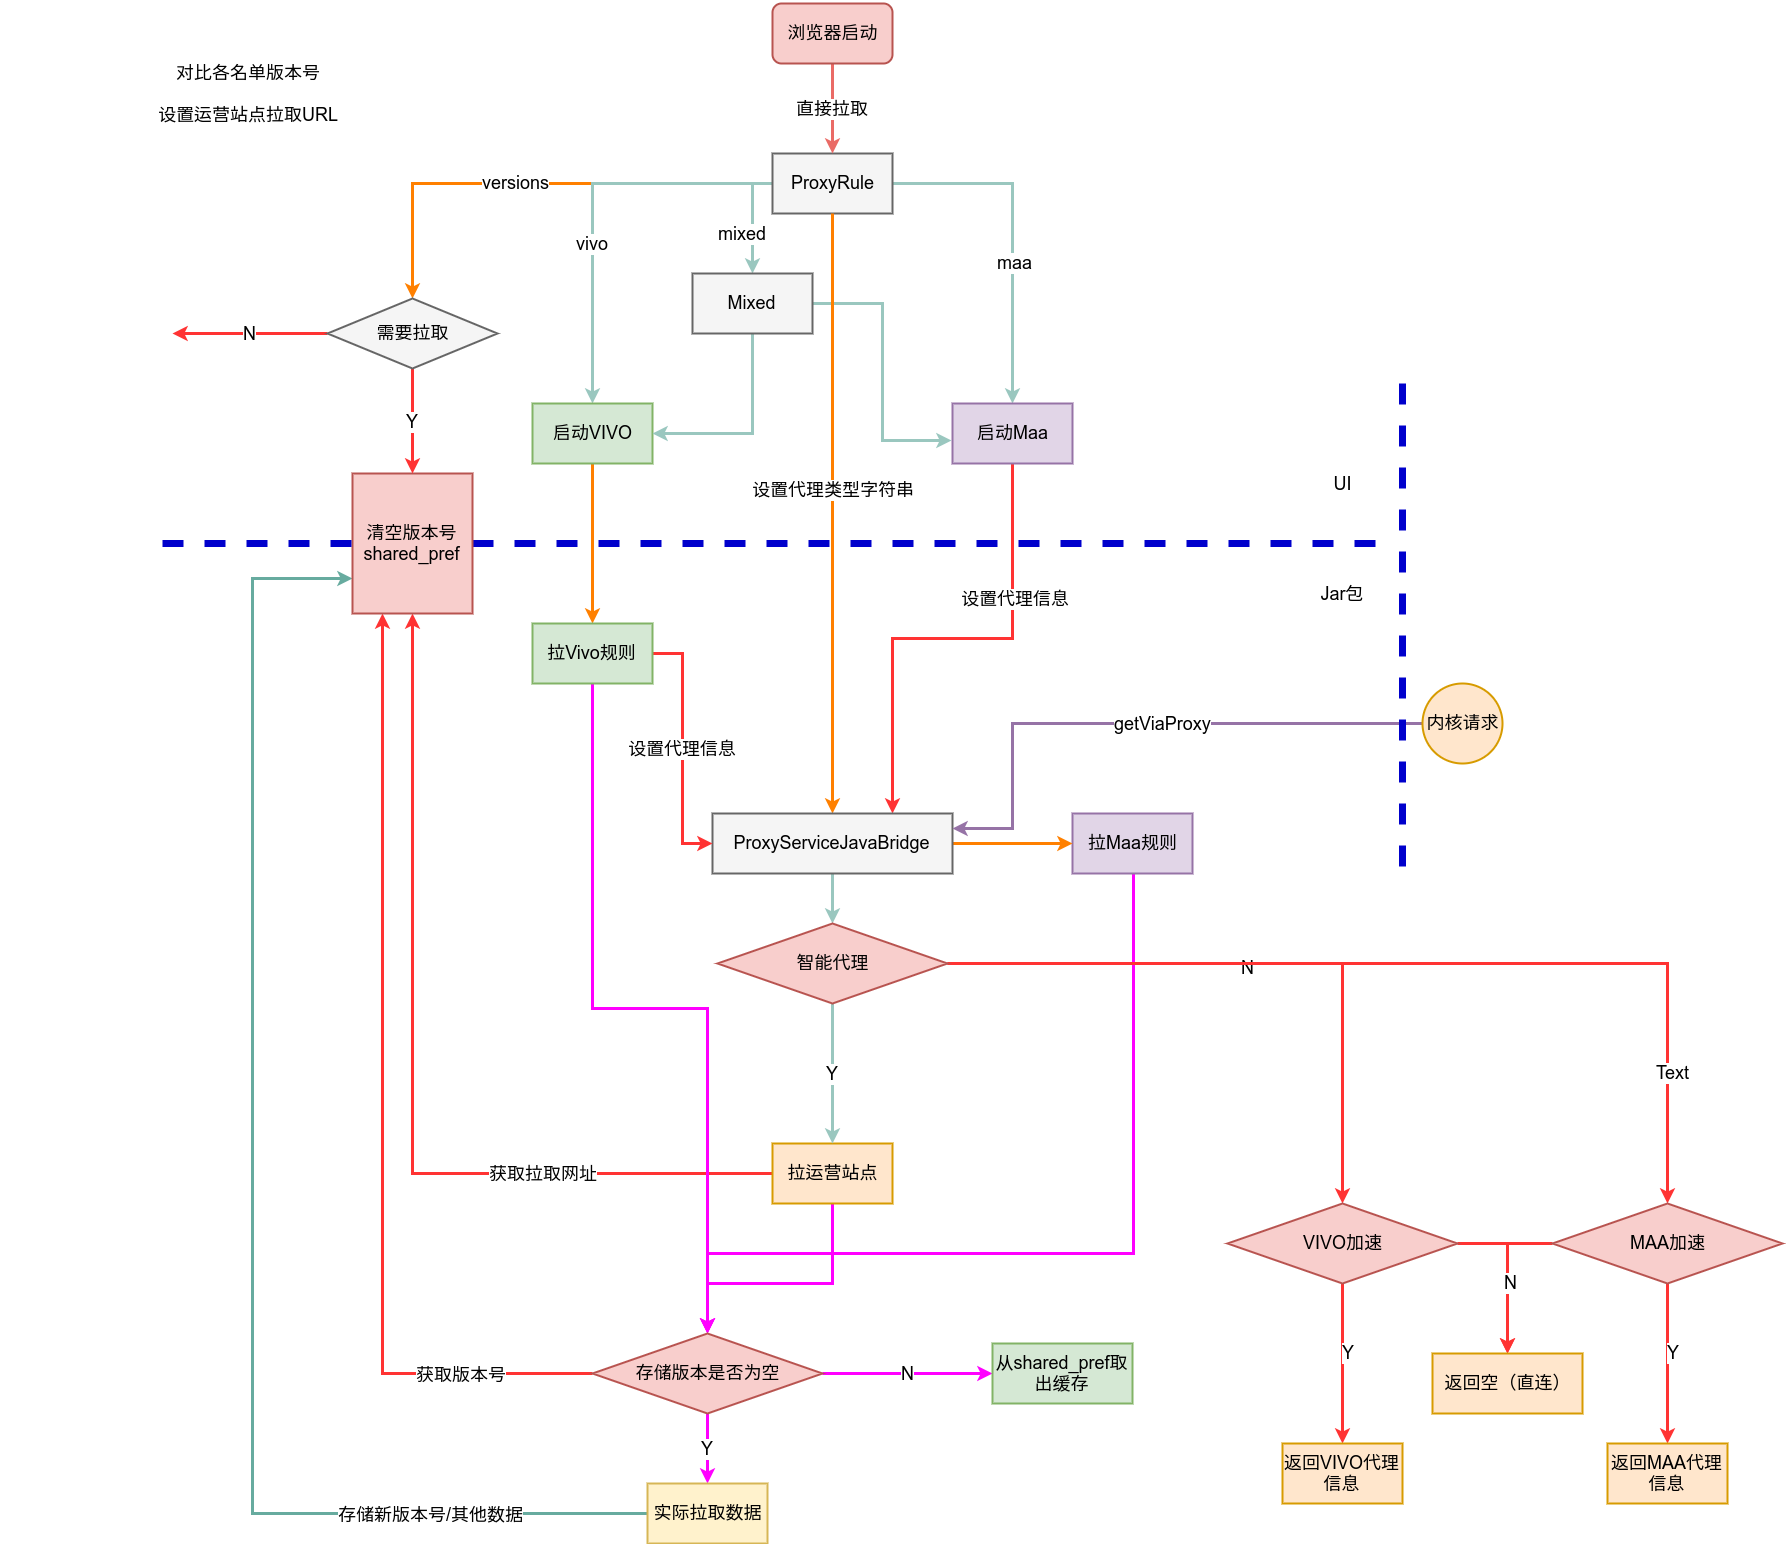 浏览器启动
对比各名单版本号
直接拉取
设置运营站点拉取URL
versions
ProxyRule
vivo
mixed
maa
Mixed
需要拉取
N
Y
启动VIVO
启动Maa
设置代理类型字符串
UI
清空版本号
shared_pref
设置代理信息
Jar包
拉Vivo规则
设置代理信息
getViaProxy
内核请求
ProxyServiceJavaBridge
拉Maa规则
智能代理
N
Y
Text
获取拉取网址
拉运营站点
VIVO加速
MAA加速
N
获取版本号
存储版本是否为空
N
从shared_pref取
出缓存
Y
Y
返回空（直连）
Y
返回VIVO代理
信息
返回MAA代理
信息
存储新版本号/其他数据
实际拉取数据